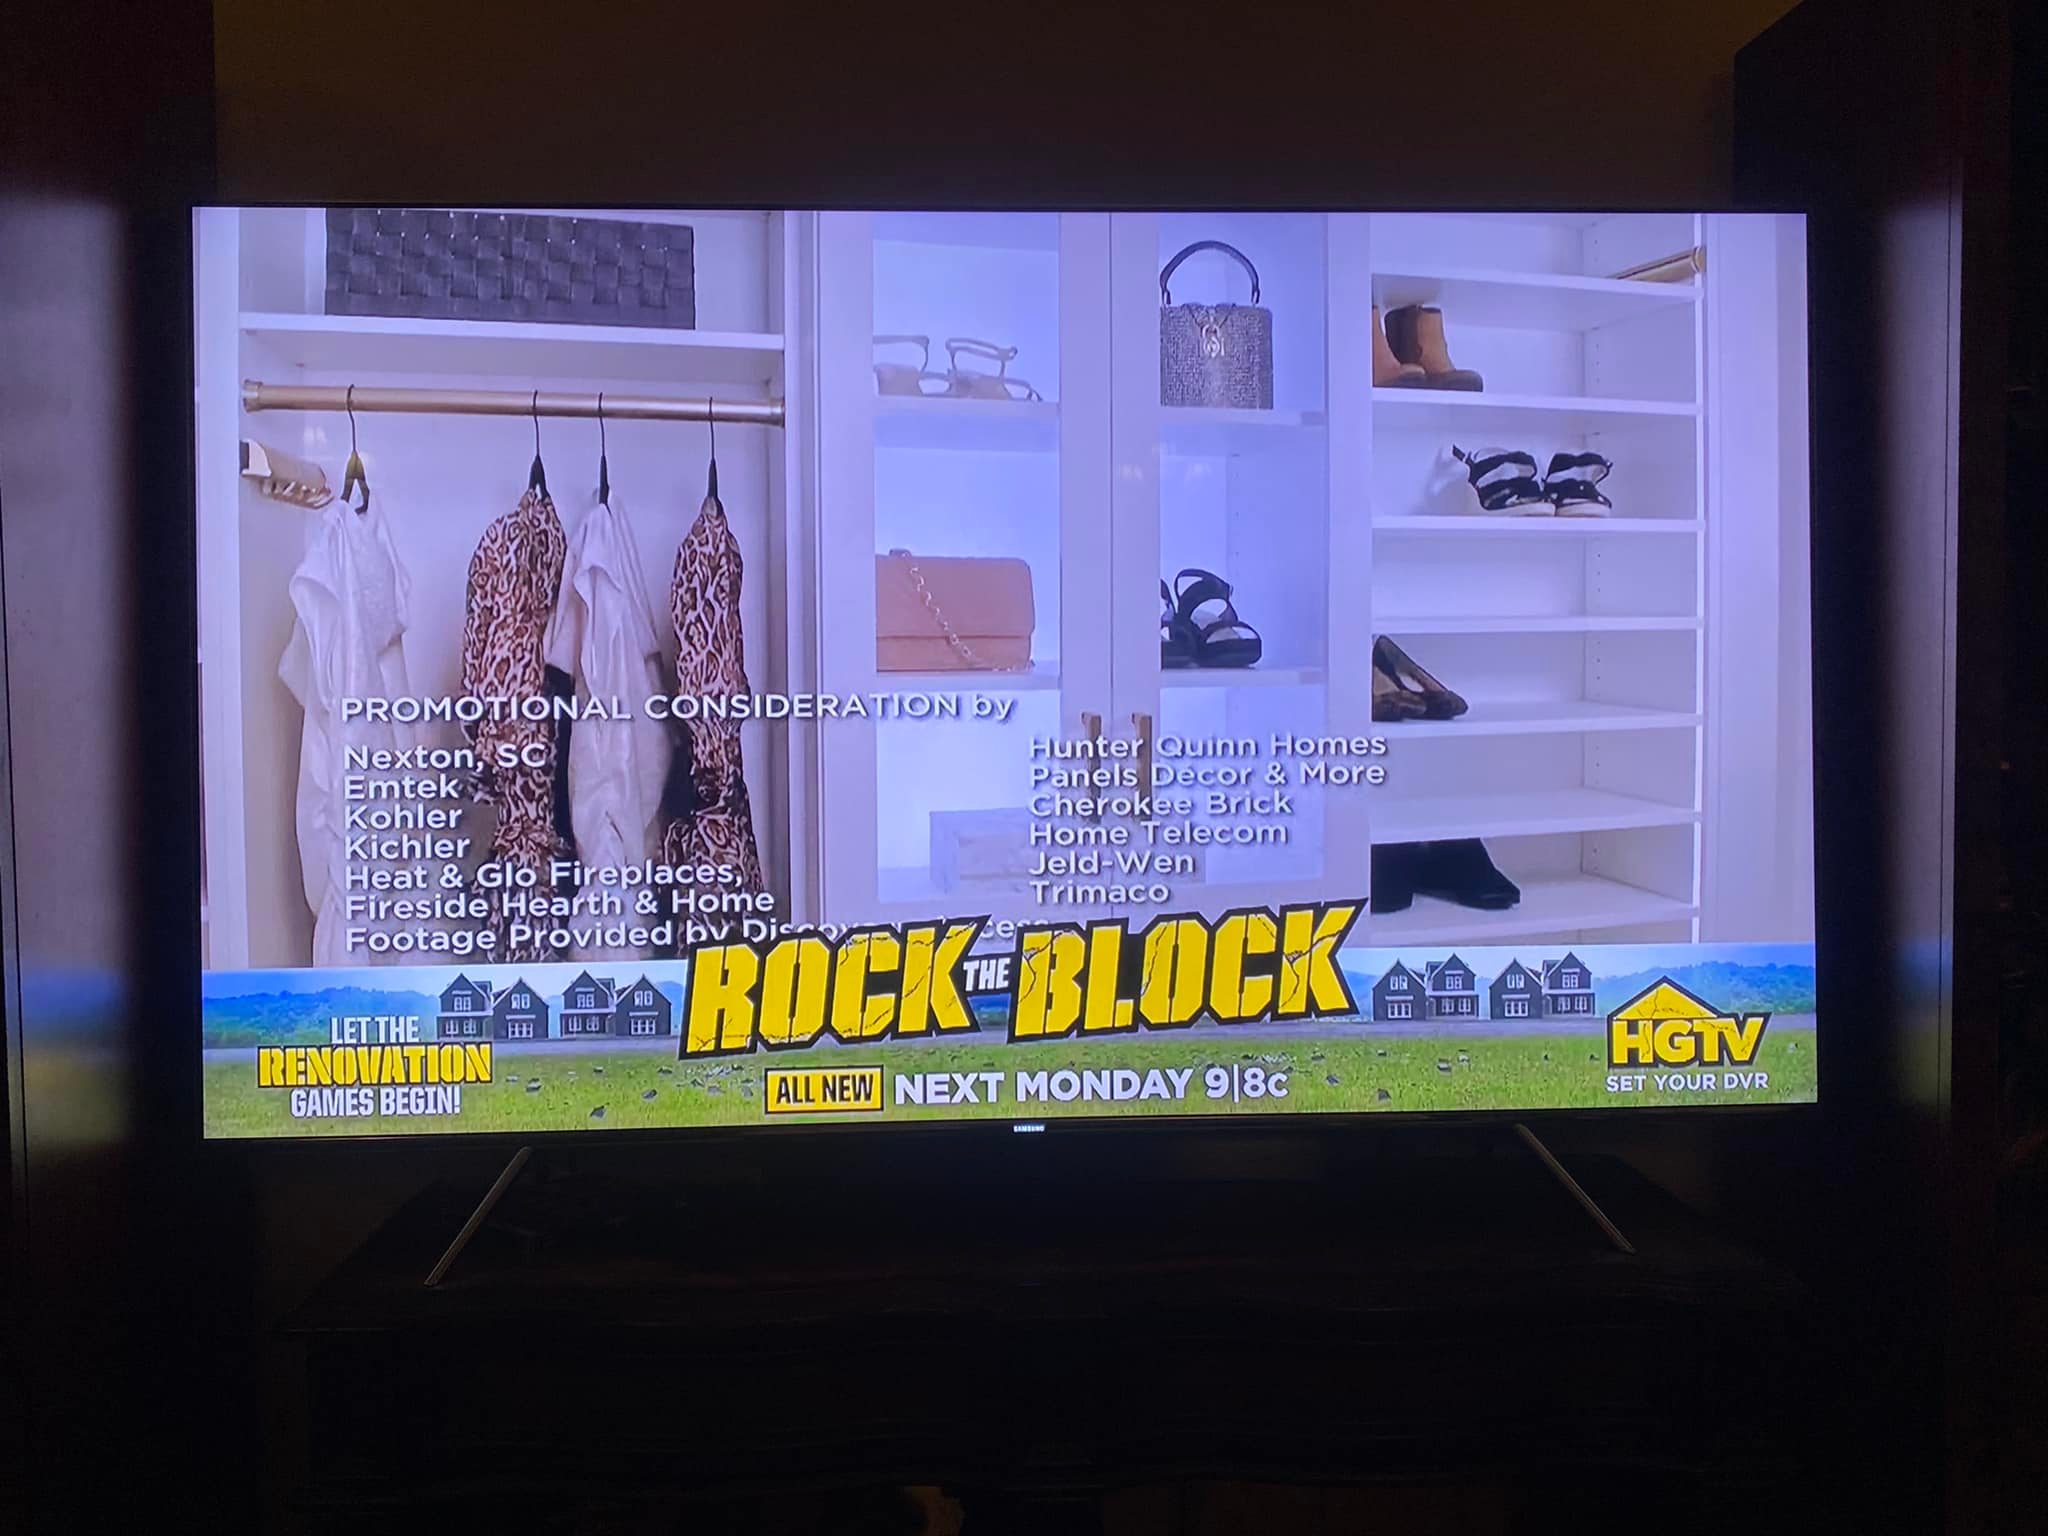 PROMOTIONAL CONSIDERATION by
Nexton, SC
Emtek
Kohler
Kichler
Heat & Glo Fireplaces,
Fireside Hearth & Home
Footage Provided by
Hunter Quinn Homes
Panels Décor & More
Cherokee Brick
Home Telecom
Jeld-Wen
Trimaco
LET THE
RENOVATION
GAMES BEGIN!
ROCK THE BLOCK
ALL NEW NEXT MONDAY 9|8c
HGTV
SET YOUR DVR
SAMSUNG